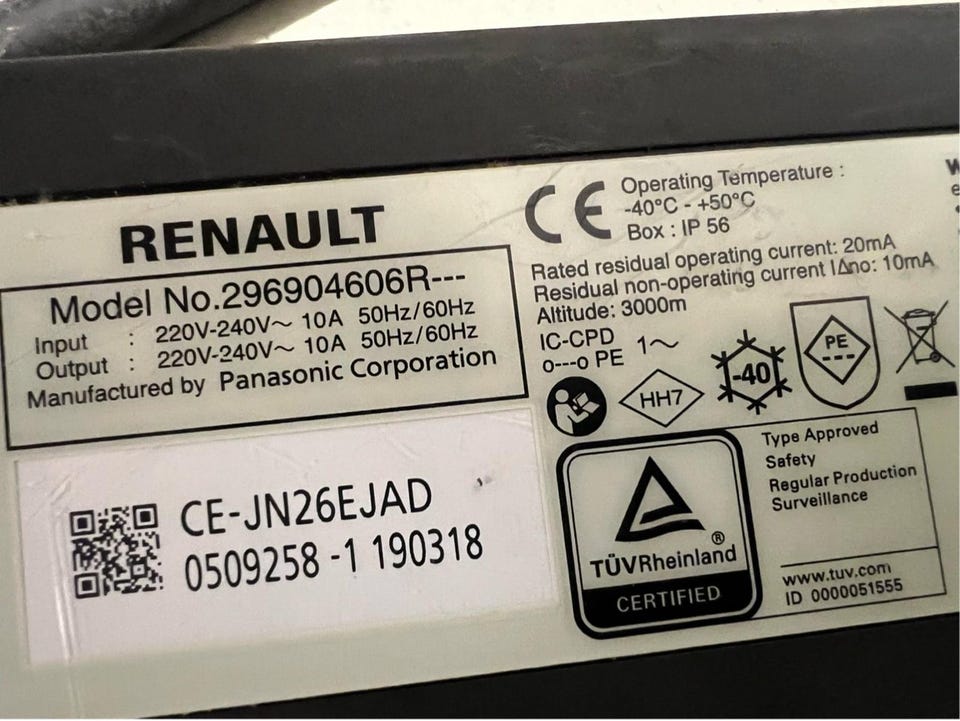 RENAULT
Model No.296904606R---
Input : 220V-240V～ 10A 50Hz/60Hz
Output : 220V-240V～ 10A 50Hz/60Hz
Manufactured by Panasonic Corporation
CE-JN26EJAD
0509258 -1 190318
CE
Operating Temperature :
-40°C - +50°C
Box : IP 56
Rated residual operating current: 20mA
Residual non-operating current IΔno: 10mA
Altitude: 3000m
IC-CPD 1～
o---o PE
HH7
-40
PE
TÜVRheinland®
CERTIFIED
Type Approved
Safety
Regular Production
Surveillance
www.tuv.com
ID 0000051555